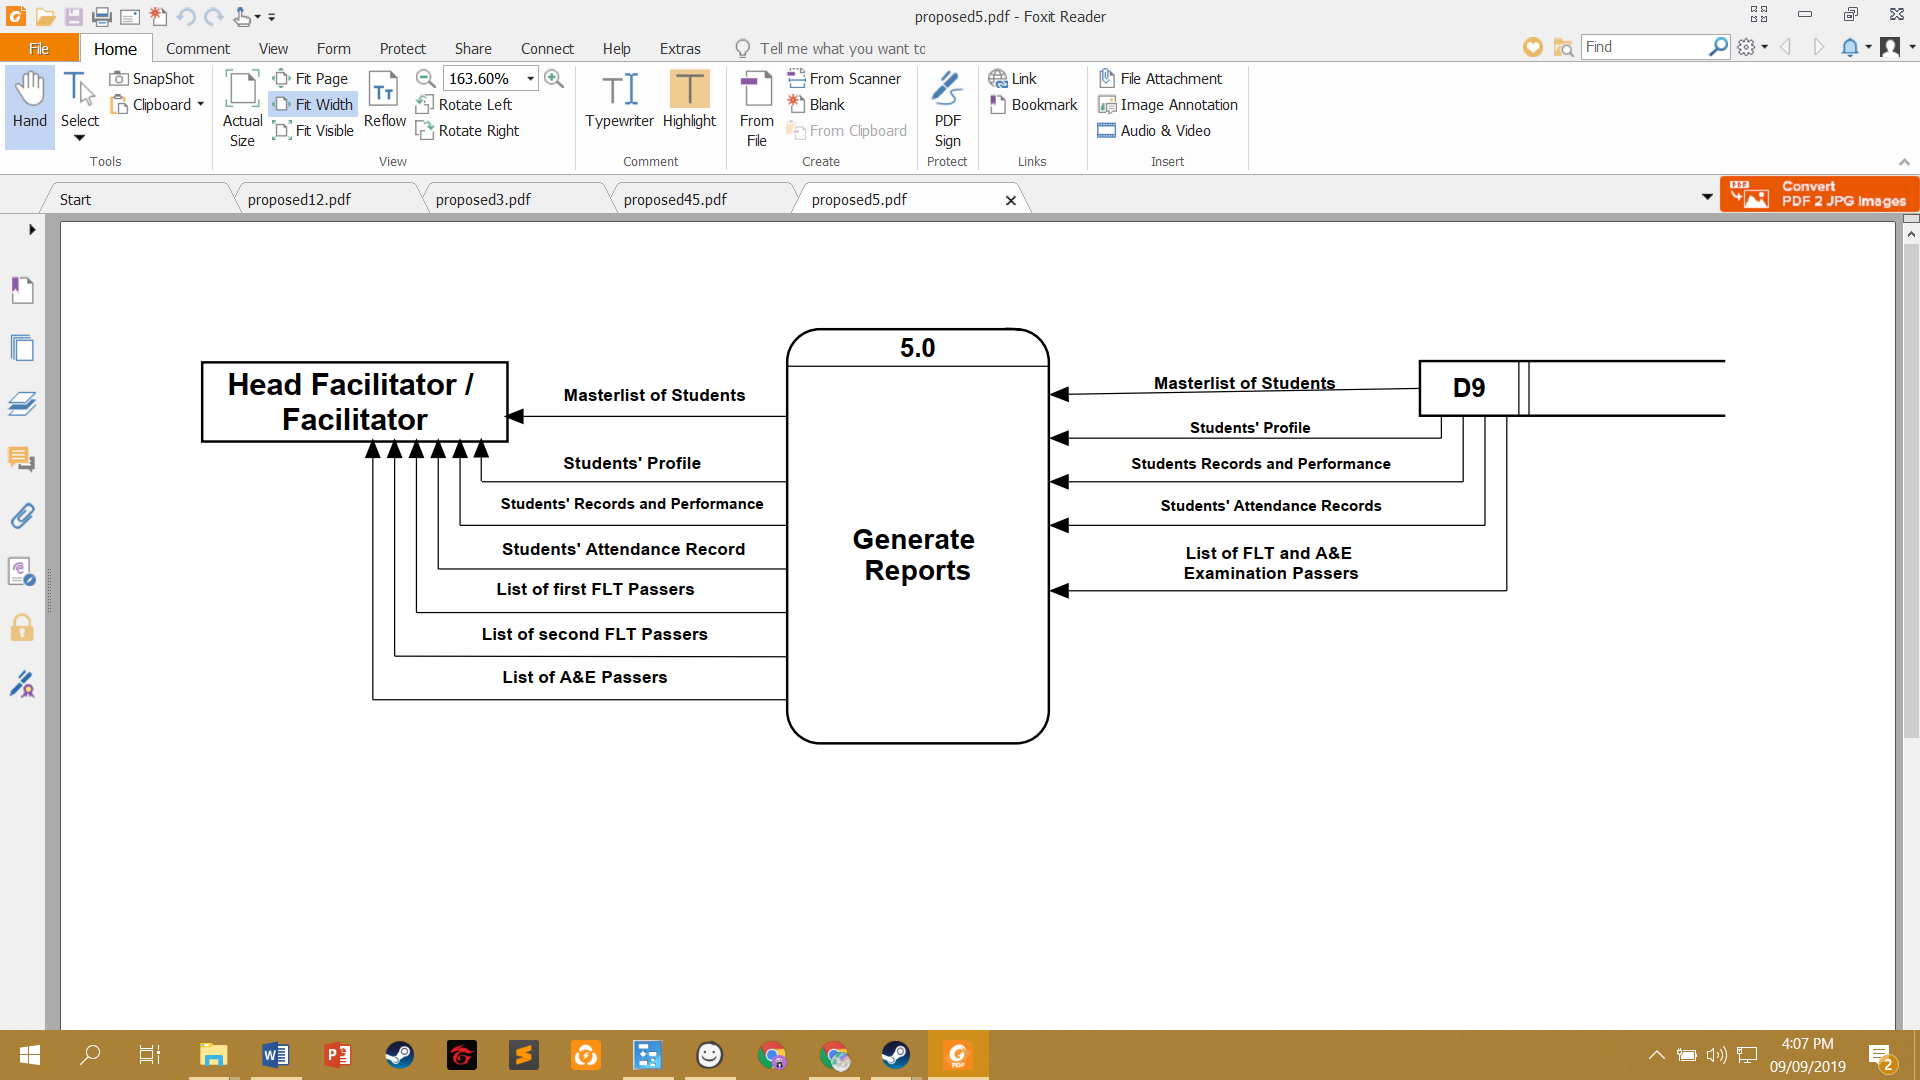 proposed5.pdf - Foxit Reader
File
Home
Comment
View
Form
Protect
Share
Connect
Help
Extras
Tell me what you want to
Find
Hand
Select
SnapShot
Clipboard
Tools
Actual
Size
Fit Page
Fit Width
Fit Visible
Reflow
163.60%
Rotate Left
Rotate Right
View
Typewriter
Highlight
Comment
From
File
From Scanner
Blank
From Clipboard
Create
PDF
Sign
Protect
Link
Bookmark
Links
File Attachment
Image Annotation
Audio & Video
Insert
Start
proposed12.pdf
proposed3.pdf
proposed45.pdf
proposed5.pdf
Convert
PDF 2 JPG Images
Head Facilitator /
Facilitator
Masterlist of Students
Students' Profile
Students' Records and Performance
Students' Attendance Record
List of first FLT Passers
List of second FLT Passers
List of A&E Passers
5.0
Generate
Reports
Masterlist of Students
Students' Profile
Students Records and Performance
Students' Attendance Records
List of FLT and A&E
Examination Passers
D9
4:07 PM
09/09/2019
2